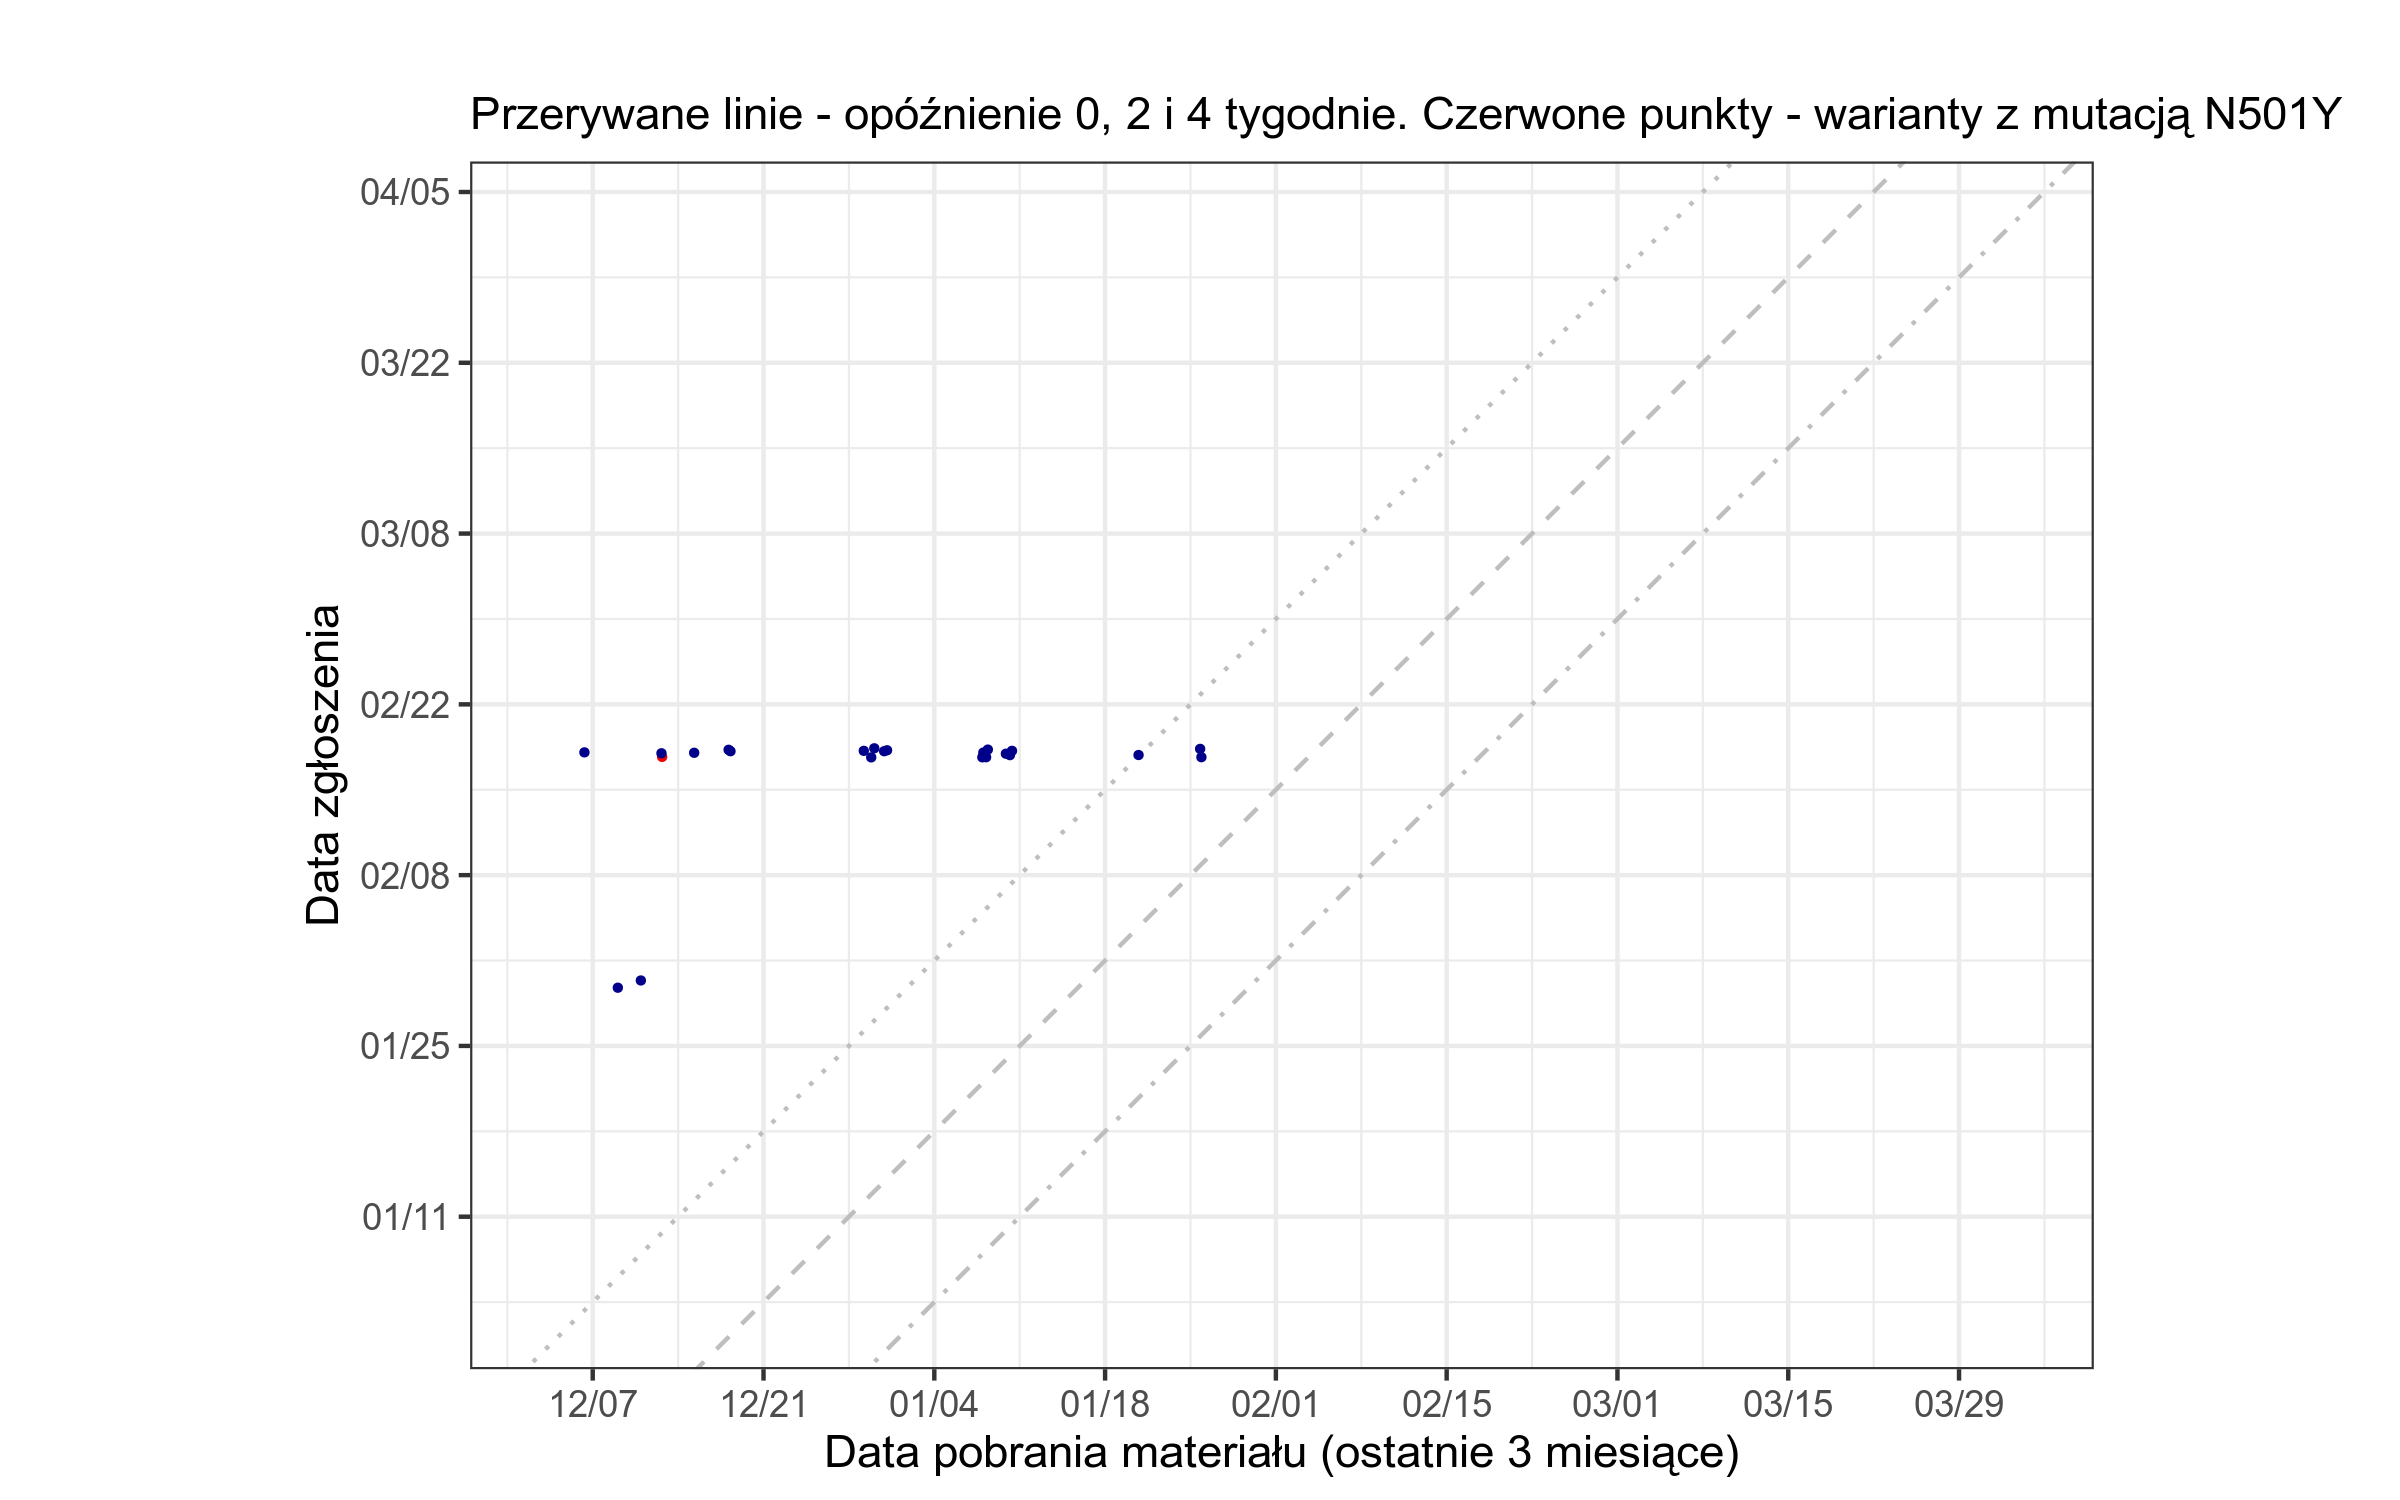 Przerywane linie - opóźnienie 0, 2 i 4 tygodnie. Czerwone punkty - warianty z mutacją N501Y
04/05
03/22
03/08
02/22
02/08
01/25
01/11
Data zgłoszenia
12/07 12/21 01/04 01/18 02/01 02/15 03/01 03/15 03/29
Data pobrania materiału (ostatnie 3 miesiące)